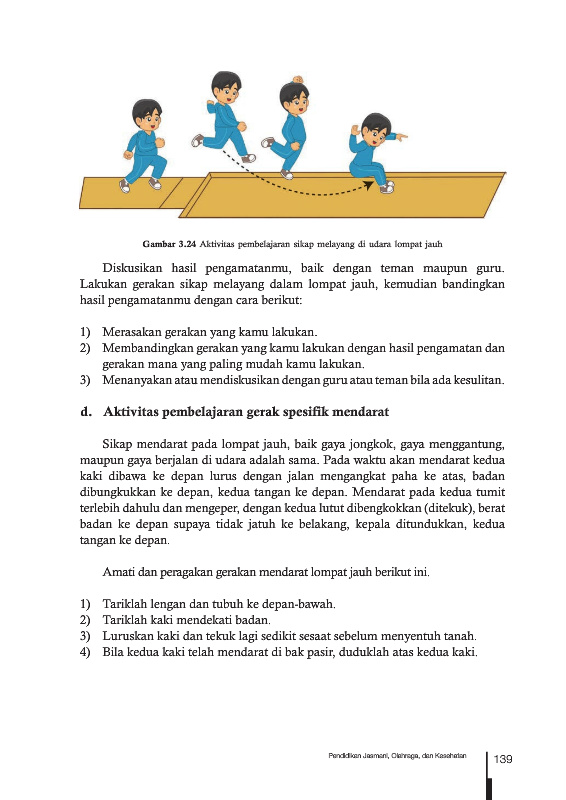 Gambar 3.24 Aktivitas pembelajaran sikap melayang di udara lompat jauh
Diskusikan hasil pengamatanmu, baik dengan teman maupun guru.
Lakukan gerakan sikap melayang dalam lompat jauh, kemudian bandingkan
hasil pengamatanmu dengan cara berikut:
1) Merasakan gerakan yang kamu lakukan.
2) Membandingkan gerakan yang kamu lakukan dengan hasil pengamatan dan
gerakan mana yang paling mudah kamu lakukan.
3) Menanyakan atau mendiskusikan dengan guru atau teman bila ada kesulitan.
d. Aktivitas pembelajaran gerak spesifik mendarat
Sikap mendarat pada lompat jauh, baik gaya jongkok, gaya menggantung,
maupun gaya berjalan di udara adalah sama. Pada waktu akan mendarat kedua
kaki dibawa ke depan lurus dengan jalan mengangkat paha ke atas, badan
dibungkukkan ke depan, kedua tangan ke depan. Mendarat pada kedua tumit
terlebih dahulu dan mengeper, dengan kedua lutut dibengkokkan (ditekuk), berat
badan ke depan supaya tidak jatuh ke belakang, kepala ditundukkan, kedua
tangan ke depan.
Amati dan peragakan gerakan mendarat lompat jauh berikut ini.
1) Tariklah lengan dan tubuh ke depan-bawah.
2) Tariklah kaki mendekati badan.
3) Luruskan kaki dan tekuk lagi sedikit sesaat sebelum menyentuh tanah.
4) Bila kedua kaki telah mendarat di bak pasir, duduklah atas kedua kaki.
Pendidikan Jasmani, Olahraga, dan Kesehatan 139